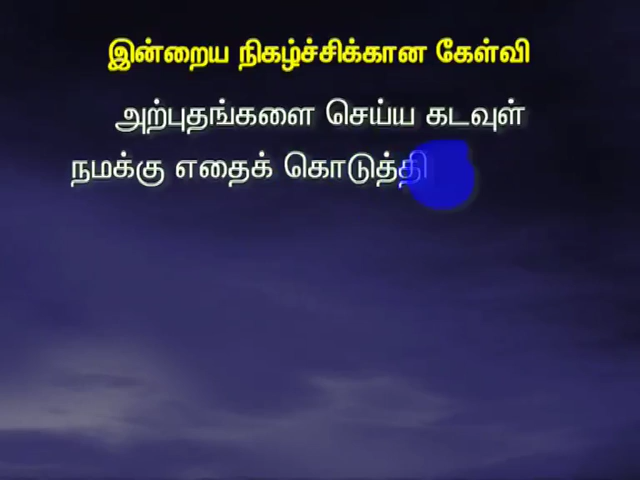 இன்றைய நிகழ்ச்சிக்கான கேள்வி
அற்புதங்களை செய்ய கடவுள்
நமக்கு எதைக் கொடுத்தி